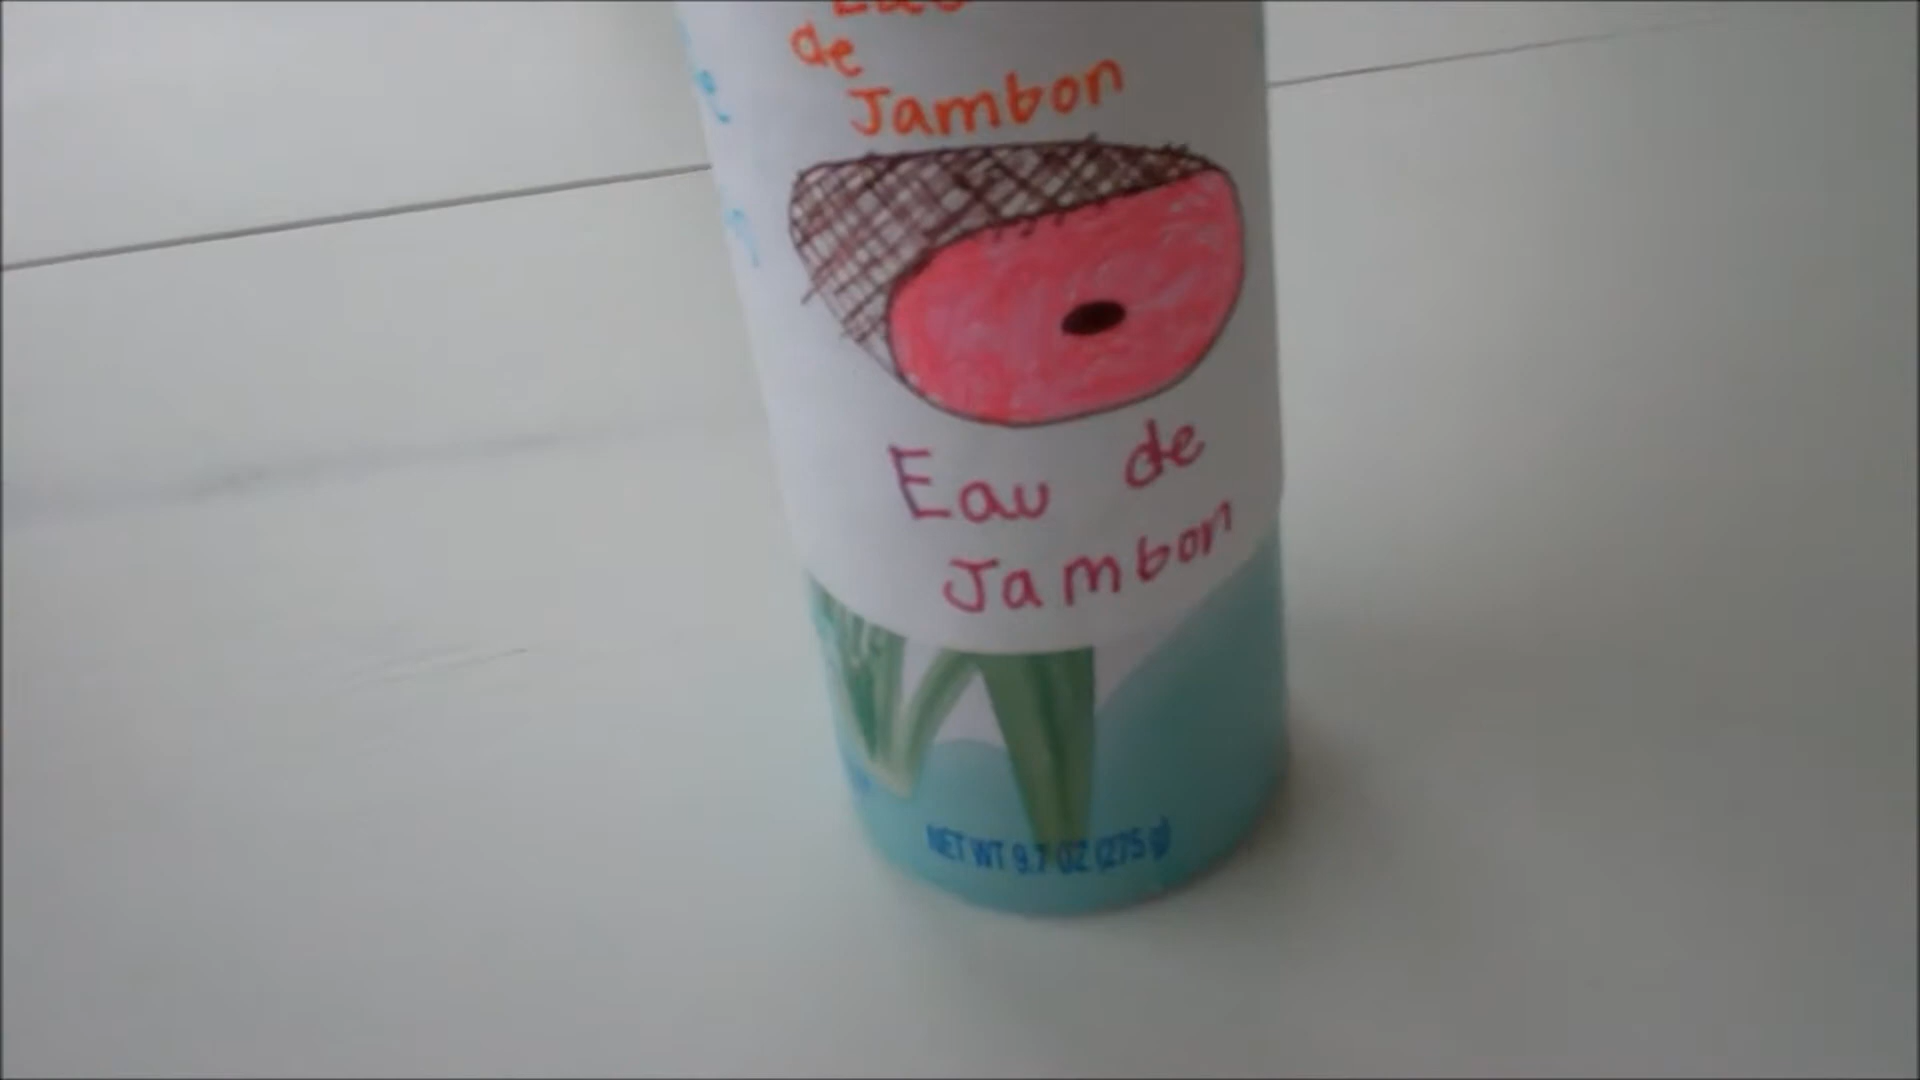 de
Jambon
Eau de
Jambon
NET WT 9.7 OZ (275 g)